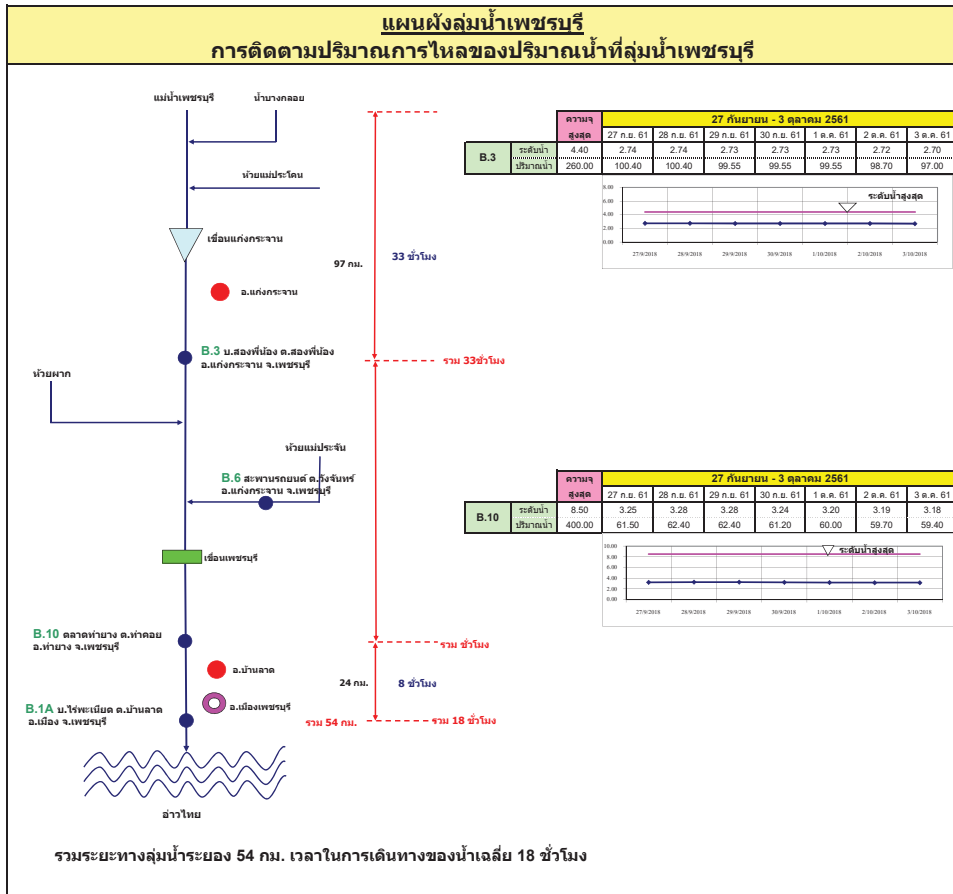 แผนผังลุ่มน้ำเพชรบุรี
การติดตามปริมาณการไหลของปริมาณน้ำที่ลุ่มน้ำเพชรบุรี
แม่น้ำเพชรบุรี
น้ำบางกลอย
ห้วยแม่ประโดน
เขื่อนแก่งกระจาน
97 กม.
33 ชั่วโมง
อ.แก่งกระจาน
B.3 บ.สองพี่น้อง ต.สองพี่น้อง
อ.แก่งกระจาน จ.เพชรบุรี
รวม 33ชั่วโมง
ห้วยผาก
ห้วยแม่ประจัน
B.6 สะพานรถยนต์ ต.วังจันทร์
อ.แก่งกระจาน จ.เพชรบุรี
เขื่อนเพชรบุรี
B.10 ตลาดท่ายาง ต.ท่าคอย
อ.ท่ายาง จ.เพชรบุรี
รวม ชั่วโมง
อ.บ้านลาด
24 กม.
8 ชั่วโมง
อ.เมืองเพชรบุรี
B.1A บ.ไร่พะเนียด ต.บ้านลาด
อ.เมือง จ.เพชรบุรี
รวม 54 กม.
รวม 18 ชั่วโมง
อ่าวไทย
รวมระยะทางลุ่มน้ำระยอง 54 กม. เวลาในการเดินทางของน้ำเฉลี่ย 18 ชั่วโมง
ความจุ 27 กันยายน - 3 ตุลาคม 2561
สูงสุด 27 ก.ย. 61 28 ก.ย. 61 29 ก.ย. 61 30 ก.ย. 61 1 ต.ค. 61 2 ต.ค. 61 3 ต.ค. 61
B.3
ระดับน้ำ 4.40 2.74 2.74 2.73 2.73 2.73 2.72 2.70
ปริมาณน้ำ 260.00 100.40 100.40 99.55 99.55 99.55 98.70 97.00
8.00
ระดับน้ำสูงสุด
6.00
4.00
2.00
0.00
27/9/2018 28/9/2018 29/9/2018 30/9/2018 1/10/2018 2/10/2018 3/10/2018
ความจุ 27 กันยายน - 3 ตุลาคม 2561
สูงสุด 27 ก.ย. 61 28 ก.ย. 61 29 ก.ย. 61 30 ก.ย. 61 1 ต.ค. 61 2 ต.ค. 61 3 ต.ค. 61
B.10
ระดับน้ำ 8.50 3.25 3.28 3.28 3.24 3.20 3.19 3.18
ปริมาณน้ำ 400.00 61.50 62.40 62.40 61.20 60.00 59.70 59.40
10.00
ระดับน้ำสูงสุด
8.00
6.00
4.00
2.00
0.00
27/9/2018 28/9/2018 29/9/2018 30/9/2018 1/10/2018 2/10/2018 3/10/2018